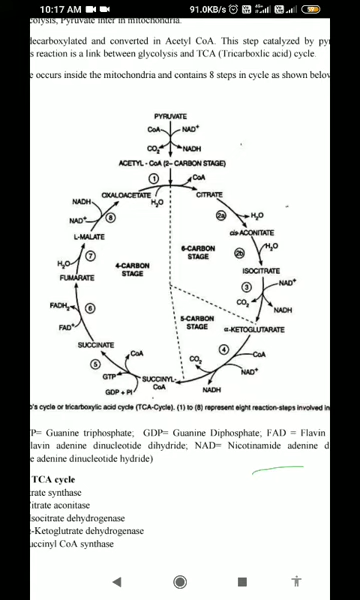 10:17 AM 91.0KB/s
colysis, Pyruvate inter in mitochondria.
decarboxylated and converted in Acetyl CoA. This step catalyzed by pyr
s reaction is a link between glycolysis and TCA (Tricarboxlic acid) cycle.
e occurs inside the mitochondria and contains 8 steps in cycle as shown below
PYRUVATE
CoA NAD⁺
CO₂ NADH
ACETYL - CoA (2– CARBON STAGE)
1 CoA
OXALOACETATE H₂O CITRATE
NADH 8 2a H₂O
NAD⁺ cis-ACONITATE
L-MALATE 2b H₂O
7 4-CARBON STAGE 6-CARBON STAGE
H₂O ISOCITRATE
FUMARATE 3 NAD⁺
CO₂ NADH
FADH₂ 6 5-CARBON STAGE
FAD⁺ α-KETOGLUTARATE
SUCCINATE 4 CoA
5 CoA CO₂ NAD⁺
GTP SUCCINYL-CoA NADH
GDP + Pi
b's cycle or tricarboxylic acid cycle (TCA-Cycle). (1) to (8) represent eight reaction-steps involved in
TP= Guanine triphosphate; GDP= Guanine Diphosphate; FAD = Flavin
flavin adenine dinucleotide dihydride; NAD= Nicotinamide adenine d
e adenine dinucleotide hydride)
TCA cycle
trate synthase
itrate aconitase
socitrate dehydrogenase
-Ketoglutrate dehydrogenase
uccinyl CoA synthase